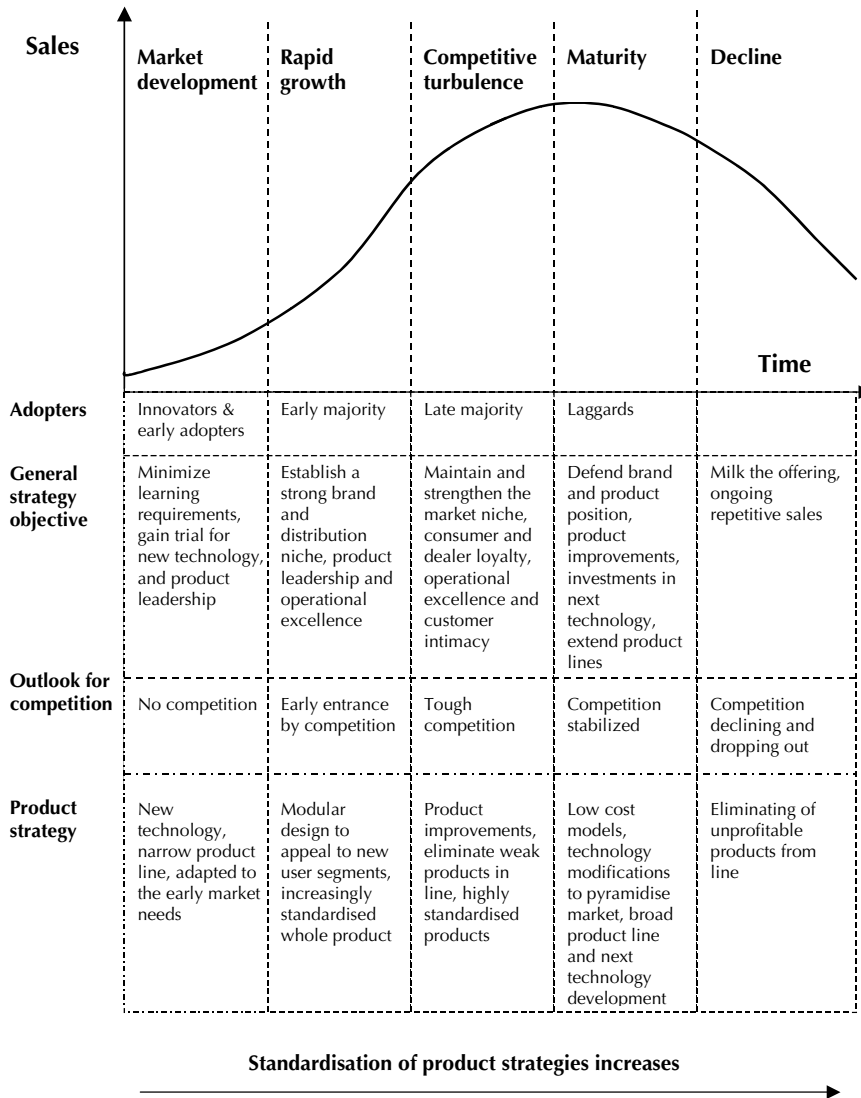 Sales
Market
development
Rapid
growth
Competitive
turbulence
Maturity
Decline
Time
Adopters
Innovators &
early adopters
Early majority
Late majority
Laggards
General
strategy
objective
Minimize
learning
requirements,
gain trial for
new technology,
and product
leadership
Establish a
strong brand
and
distribution
niche, product
leadership and
operational
excellence
Maintain and
strengthen the
market niche,
consumer and
dealer loyalty,
operational
excellence and
customer
intimacy
Defend brand
and product
position,
product
improvements,
investments in
next
technology,
extend product
lines
Milk the offering,
ongoing
repetitive sales
Outlook for
competition
No competition
Early entrance
by competition
Tough
competition
Competition
stabilized
Competition
declining and
dropping out
Product
strategy
New
technology,
narrow product
line, adapted to
the early market
needs
Modular
design to
appeal to new
user segments,
increasingly
standardised
whole product
Product
improvements,
eliminate weak
products in
line, highly
standardised
products
Low cost
models,
technology
modifications
to pyramidise
market, broad
product line
and next
technology
development
Eliminating of
unprofitable
products from
line
Standardisation of product strategies increases